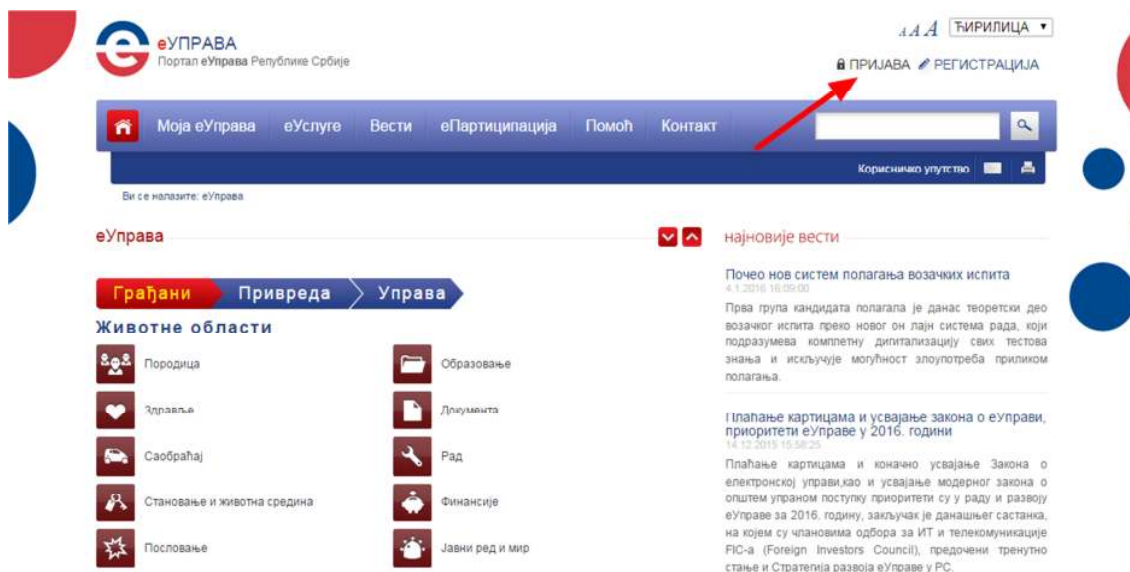 еУПРАВА
Портал еУправа Републике Србије
A A A ЋИРИЛИЦА
ПРИЈАВА РЕГИСТРАЦИЈА
Моја еУправа еУслуге Вести еПартиципација Помоћ Контакт
Корисничко упутство
Ви се налазите: еУправа
еУправа
Грађани Привреда Управа
Животне области
Породица
Образовање
Здравље
Документа
Саобраћај
Рад
Становање и животна средина
Финансије
Пословање
Јавни ред и мир
најновије вести
Почео нов систем полагања возачких испита
4.1.2016 16:09:00
Прва група кандидата полагала је данас теоретски део
возачког испита преко новог он лајн система рада, који
подразумева комплетну дигитализацију свих тестова
знања и искључује могућност злоупотреба приликом
полагања.
Плаћање картицама и усвајање закона о еУправи,
приоритети еУправе у 2016. години
14.12.2015 15:58:25
Плаћање картицама и коначно усвајање Закона о
електронској управи,као и усвајање модерног закона о
општем управном поступку приоритети су у раду и развоју
еУправе за 2016. годину, закључак је данашњег састанка,
на којем су члановима одбора за ИТ и телекомуникације
FIC-а (Foreign Investors Council), предочени тренутно
стање и Стратегија развоја еУправе у РС.